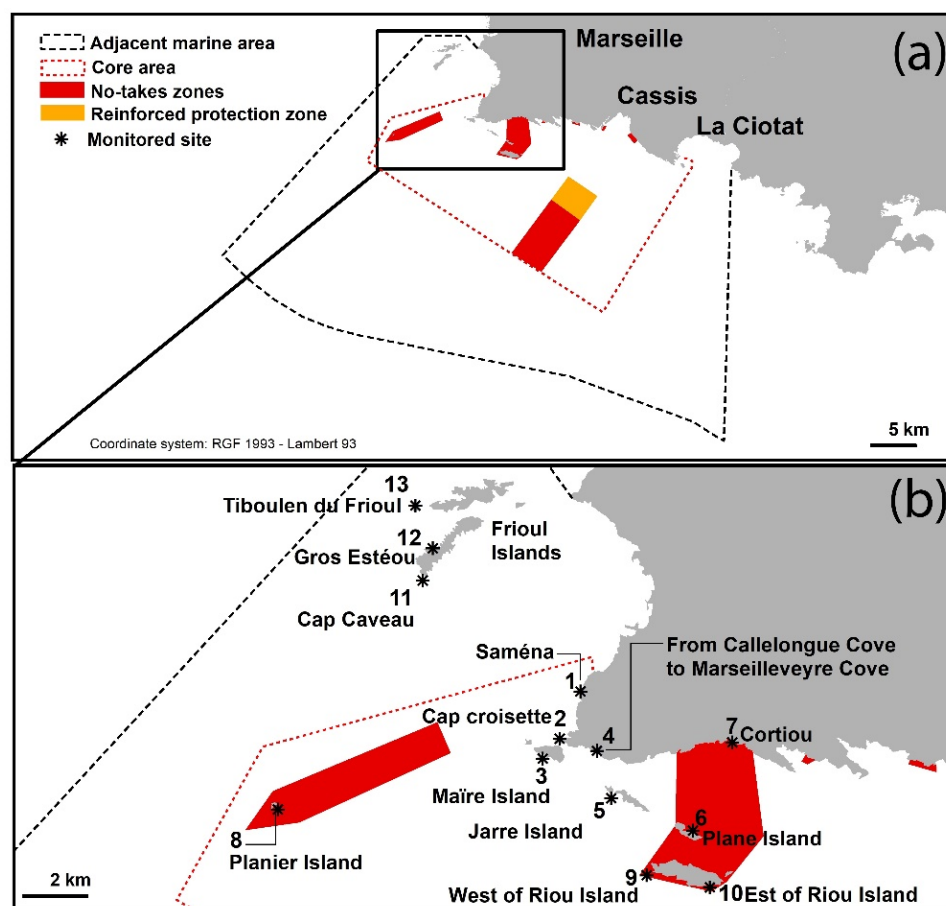 (a)
Adjacent marine area
Core area
No-takes zones
Reinforced protection zone
Monitored site
Marseille
Cassis
La Ciotat
Coordinate system: RGF 1993 - Lambert 93
5 km
(b)
13
Tiboulen du Frioul
12
Gros Estéou
Frioul
Islands
11
Cap Caveau
Saména
1
From Callelongue Cove
to Marseilleveyre Cove
Cap croisette
2
4
7
Cortiou
3
Maïre Island
5
Jarre Island
6
Plane Island
8
Planier Island
9
West of Riou Island
10 Est of Riou Island
2 km